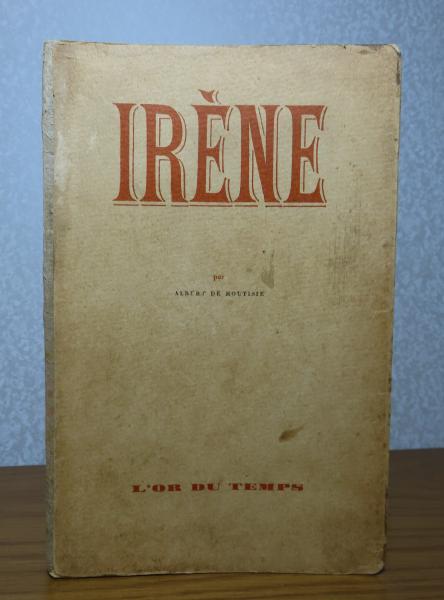 IRÈNE
par
ALBERT DE ROUTISIE
L'OR DU TEMPS